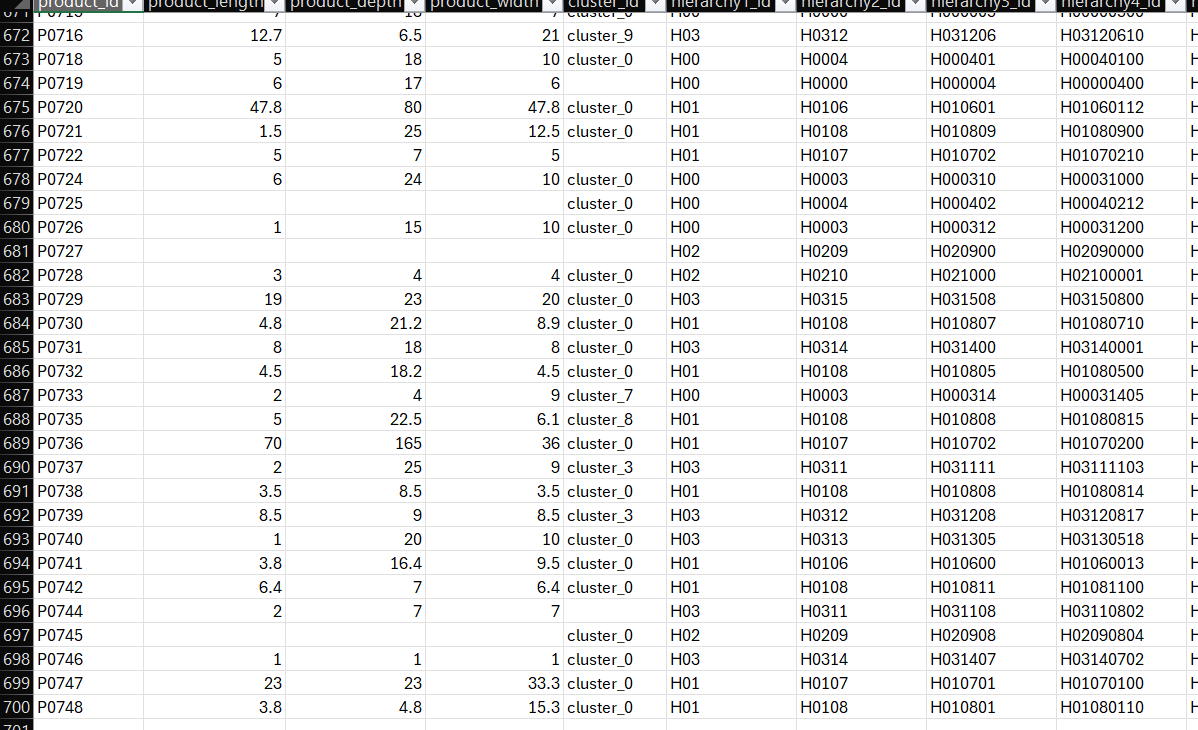 product_id product_length product_depth product_width cluster_id hierarchy1_id hierarchy2_id hierarchy3_id hierarchy4_id
672 P0716 12.7 6.5 21 cluster_9 H03 H0312 H031206 H03120610 H
673 P0718 5 18 10 cluster_0 H00 H0004 H000401 H00040100 H
674 P0719 6 17 6 H00 H0000 H000004 H00000400 H
675 P0720 47.8 80 47.8 cluster_0 H01 H0106 H010601 H01060112 H
676 P0721 1.5 25 12.5 cluster_0 H01 H0108 H010809 H01080900 H
677 P0722 5 7 5 H01 H0107 H010702 H01070210 H
678 P0724 6 24 10 cluster_0 H00 H0003 H000310 H00031000 H
679 P0725 cluster_0 H00 H0004 H000402 H00040212 H
680 P0726 1 15 10 cluster_0 H00 H0003 H000312 H00031200 H
681 P0727 H02 H0209 H020900 H02090000 H
682 P0728 3 4 4 cluster_0 H02 H0210 H021000 H02100001 H
683 P0729 19 23 20 cluster_0 H03 H0315 H031508 H03150800 H
684 P0730 4.8 21.2 8.9 cluster_0 H01 H0108 H010807 H01080710 H
685 P0731 8 18 8 cluster_0 H03 H0314 H031400 H03140001 H
686 P0732 4.5 18.2 4.5 cluster_0 H01 H0108 H010805 H01080500 H
687 P0733 2 4 9 cluster_7 H00 H0003 H000314 H00031405 H
688 P0735 5 22.5 6.1 cluster_8 H01 H0108 H010808 H01080815 H
689 P0736 70 165 36 cluster_0 H01 H0107 H010702 H01070200 H
690 P0737 2 25 9 cluster_3 H03 H0311 H031111 H03111103 H
691 P0738 3.5 8.5 3.5 cluster_0 H01 H0108 H010808 H01080814 H
692 P0739 8.5 9 8.5 cluster_3 H03 H0312 H031208 H03120817 H
693 P0740 1 20 10 cluster_0 H03 H0313 H031305 H03130518 H
694 P0741 3.8 16.4 9.5 cluster_0 H01 H0106 H010600 H01060013 H
695 P0742 6.4 7 6.4 cluster_0 H01 H0108 H010811 H01081100 H
696 P0744 2 7 7 H03 H0311 H031108 H03110802 H
697 P0745 cluster_0 H02 H0209 H020908 H02090804 H
698 P0746 1 1 1 cluster_0 H03 H0314 H031407 H03140702 H
699 P0747 23 23 33.3 cluster_0 H01 H0107 H010701 H01070100 H
700 P0748 3.8 4.8 15.3 cluster_0 H01 H0108 H010801 H01080110 H